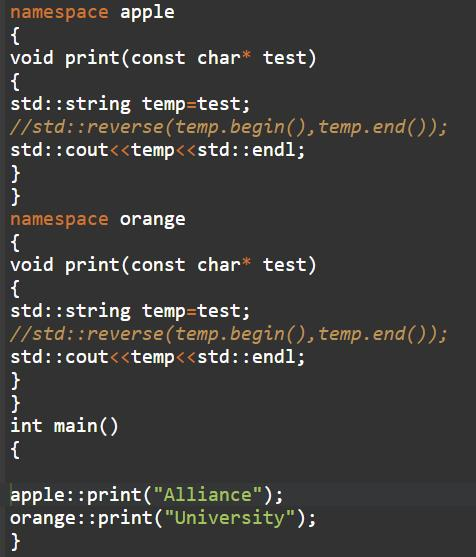 namespace apple
{
void print(const char* test)
{
std::string temp=test;
//std::reverse(temp.begin(),temp.end());
std::cout<<temp<<std::endl;
}
}
namespace orange
{
void print(const char* test)
{
std::string temp=test;
//std::reverse(temp.begin(),temp.end());
std::cout<<temp<<std::endl;
}
}
int main()
{
apple::print("Alliance");
orange::print("University");
}